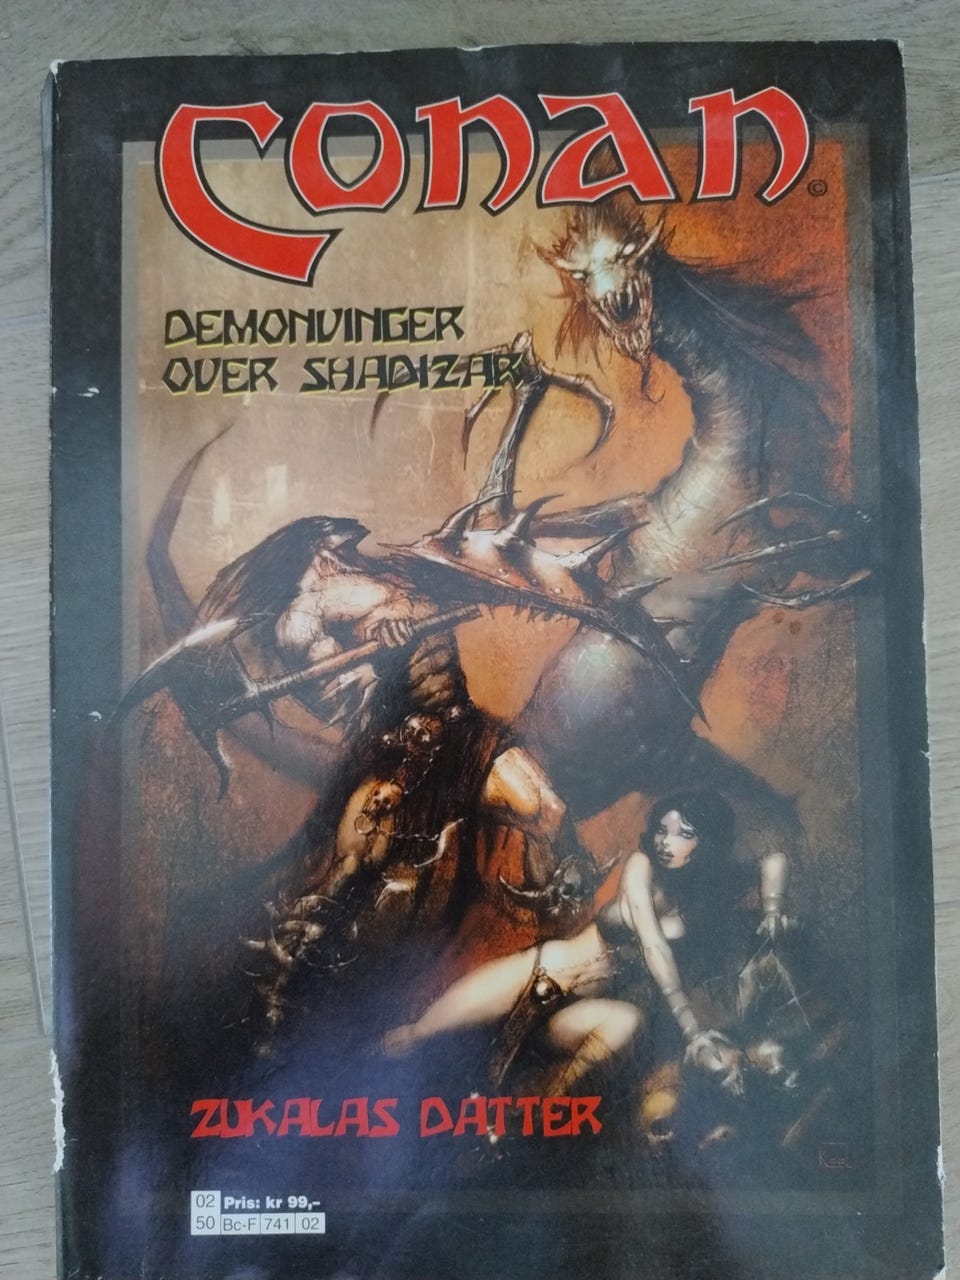 Conan ©
DEMONVINGER
OVER SHADIZAR
ZUKALAS DATTER
02 Pris: kr 99,-
50 Bc-F 741 02